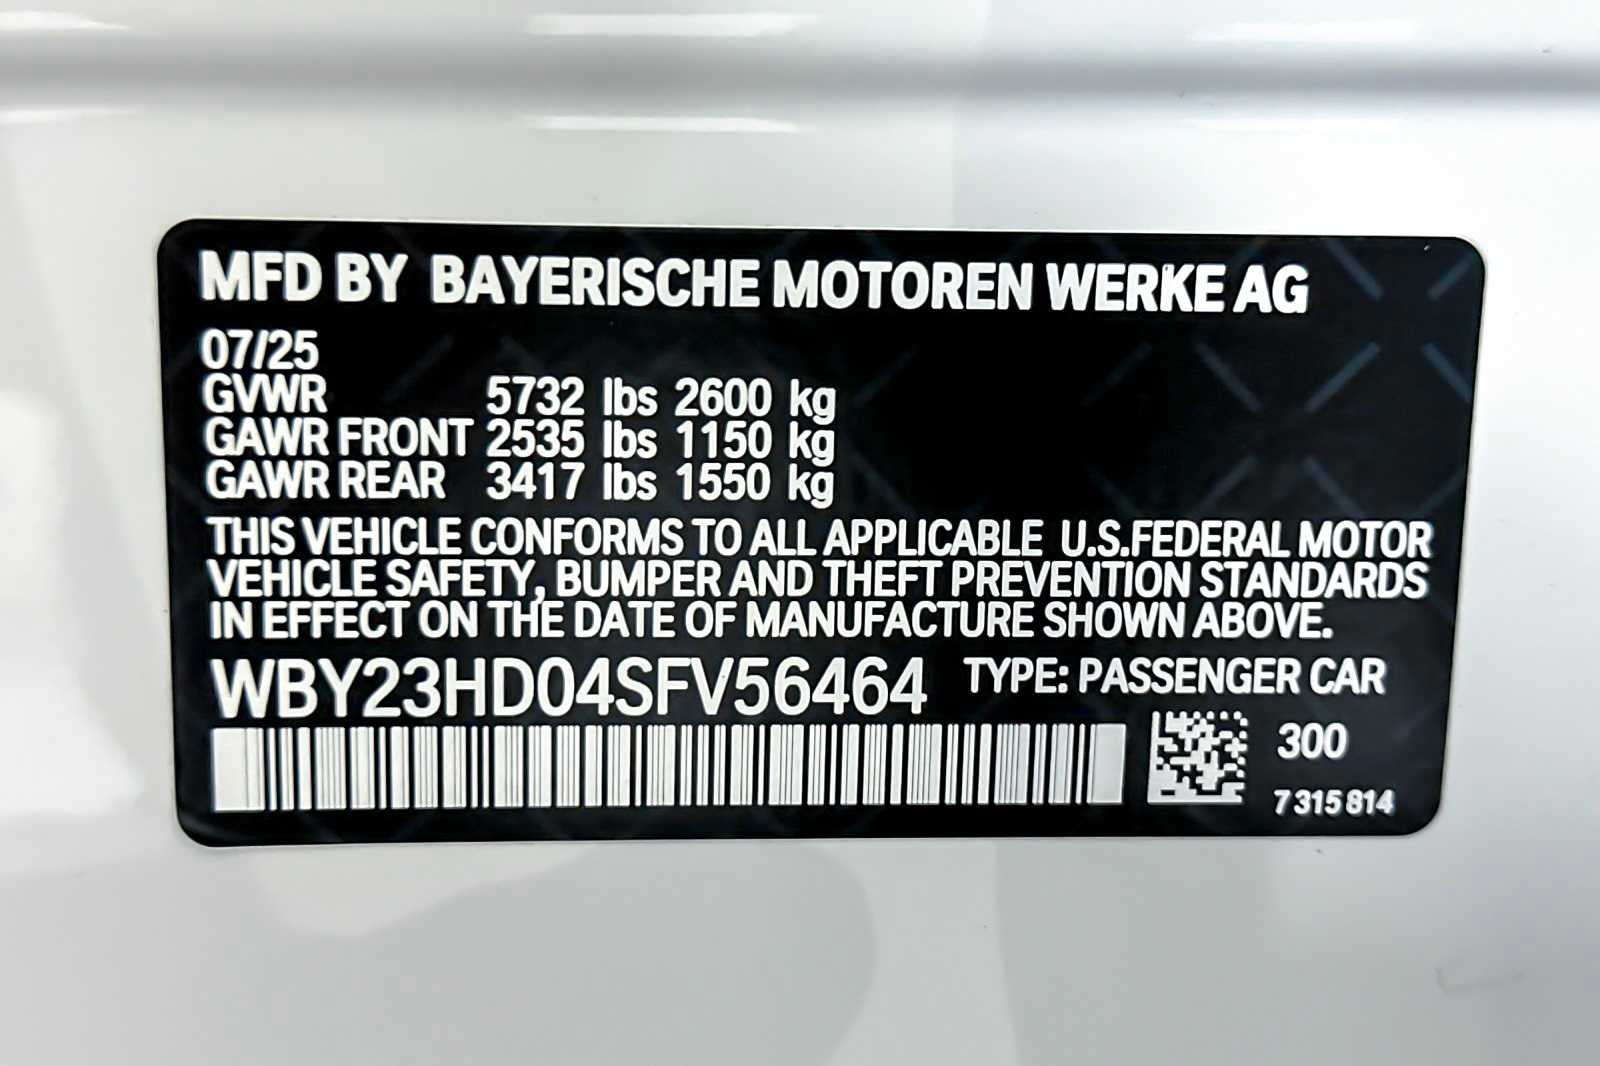 MFD BY BAYERISCHE MOTOREN WERKE AG
07/25
GVWR 5732 lbs 2600 kg
GAWR FRONT 2535 lbs 1150 kg
GAWR REAR 3417 lbs 1550 kg
THIS VEHICLE CONFORMS TO ALL APPLICABLE U.S.FEDERAL MOTOR
VEHICLE SAFETY, BUMPER AND THEFT PREVENTION STANDARDS
IN EFFECT ON THE DATE OF MANUFACTURE SHOWN ABOVE.
WBY23HD04SFV56464 TYPE: PASSENGER CAR
300
7 315 814